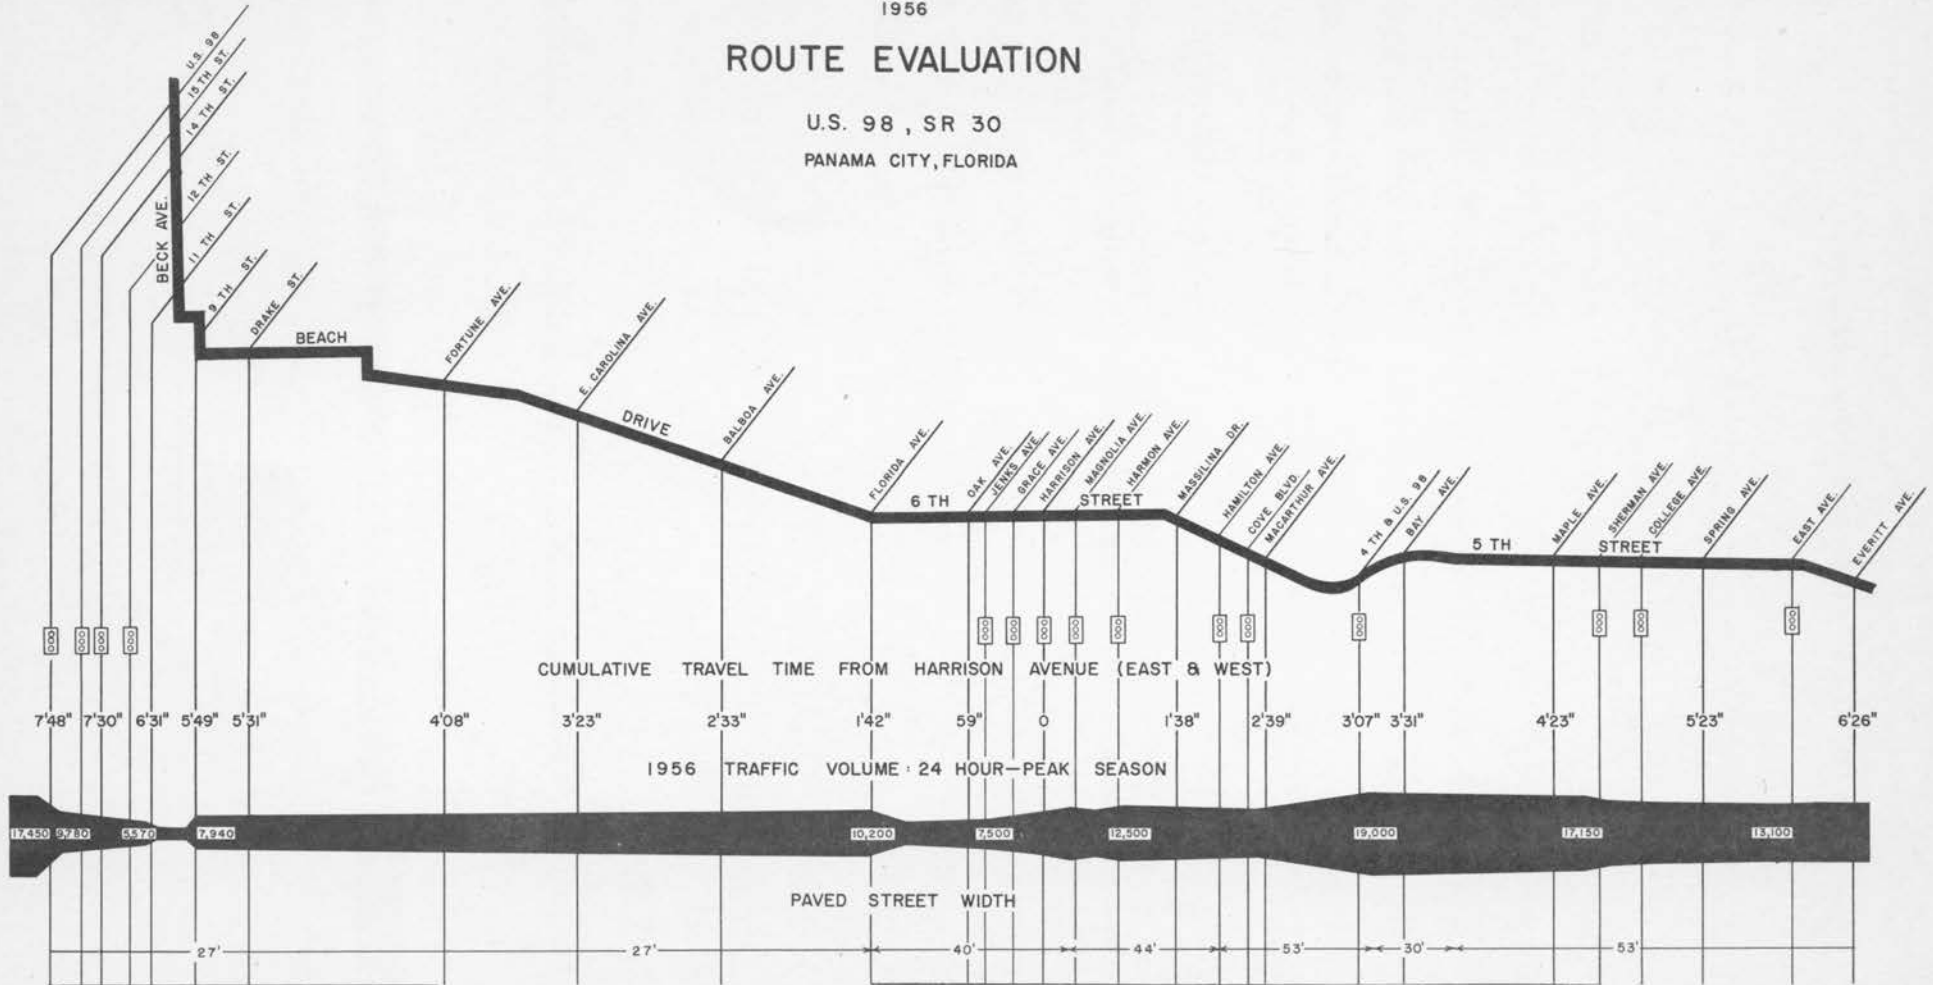 1956
ROUTE EVALUATION
U.S. 98 , SR 30
PANAMA CITY, FLORIDA
U.S. 98
15 TH ST.
14 TH ST.
12 TH ST.
11 TH ST.
9 TH ST.
DRAKE ST.
BECK AVE.
BEACH
FORTUNE AVE.
E. CAROLINA AVE.
DRIVE
BALBOA AVE.
FLORIDA AVE.
6 TH
OAK AVE.
JENKS AVE.
GRACE AVE.
HARRISON AVE.
MAGNOLIA AVE.
HARMON AVE.
STREET
MASSILINA DR.
HAMILTON AVE.
COVE BLVD.
MACARTHUR AVE.
4 TH & U.S. 98
BAY AVE.
5 TH
MAPLE AVE.
SHERMAN AVE.
COLLEGE AVE.
STREET
SPRING AVE.
EAST AVE.
EVERITT AVE.
CUMULATIVE TRAVEL TIME FROM HARRISON AVENUE (EAST & WEST)
7'48" 7'30" 6'31" 5'49" 5'31" 4'08" 3'23" 2'33" 1'42" 59" 0 1'38" 2'39" 3'07" 3'31" 4'23" 5'23" 6'26"
1956 TRAFFIC VOLUME : 24 HOUR-PEAK SEASON
17,450 9,780 5,570 7,940 10,200 7,500 12,500 19,000 17,150 13,100
PAVED STREET WIDTH
27' 27' 40' 44' 53' 30' 53'